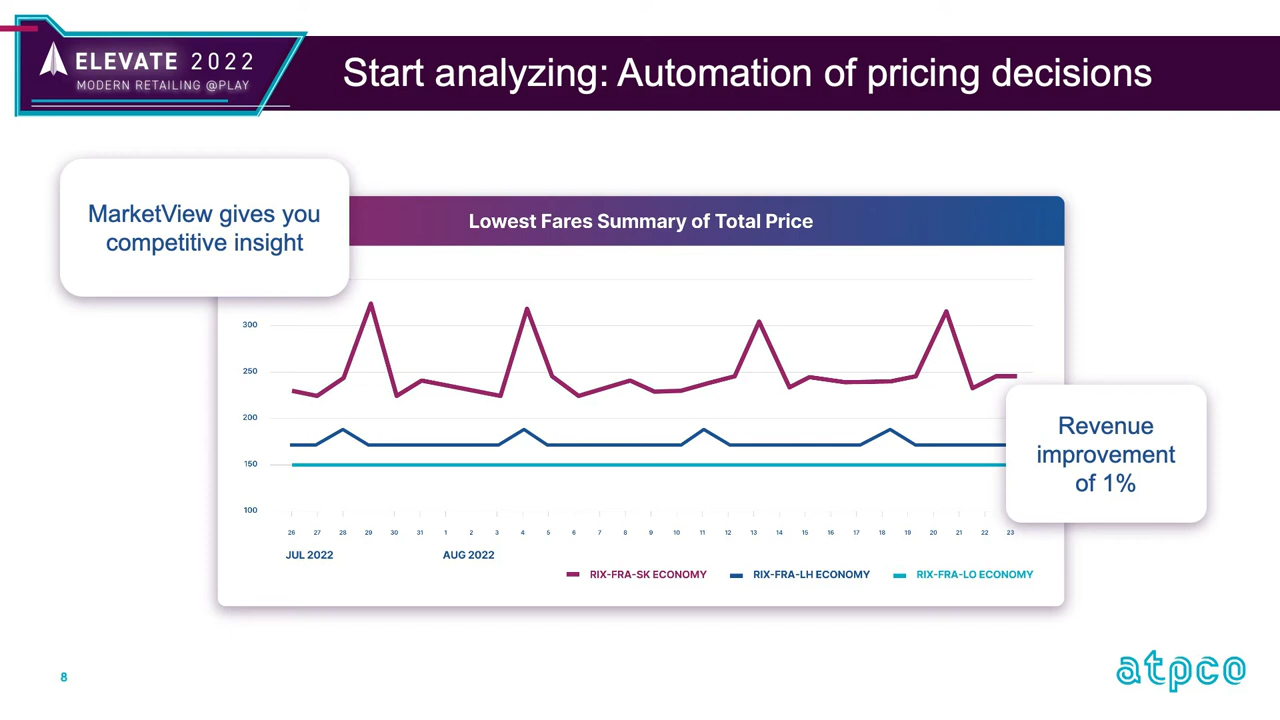 ELEVATE 2022
MODERN RETAILING @PLAY
Start analyzing: Automation of pricing decisions
MarketView gives you
competitive insight
Lowest Fares Summary of Total Price
300
250
200
150
100
26 27 28 29 30 31 1 2 3 4 5 6 7 8 9 10 11 12 13 14 15 16 17 18 19 20 21 22 23
JUL 2022 AUG 2022
RIX-FRA-SK ECONOMY RIX-FRA-LH ECONOMY RIX-FRA-LO ECONOMY
Revenue
improvement
of 1%
8
atpco